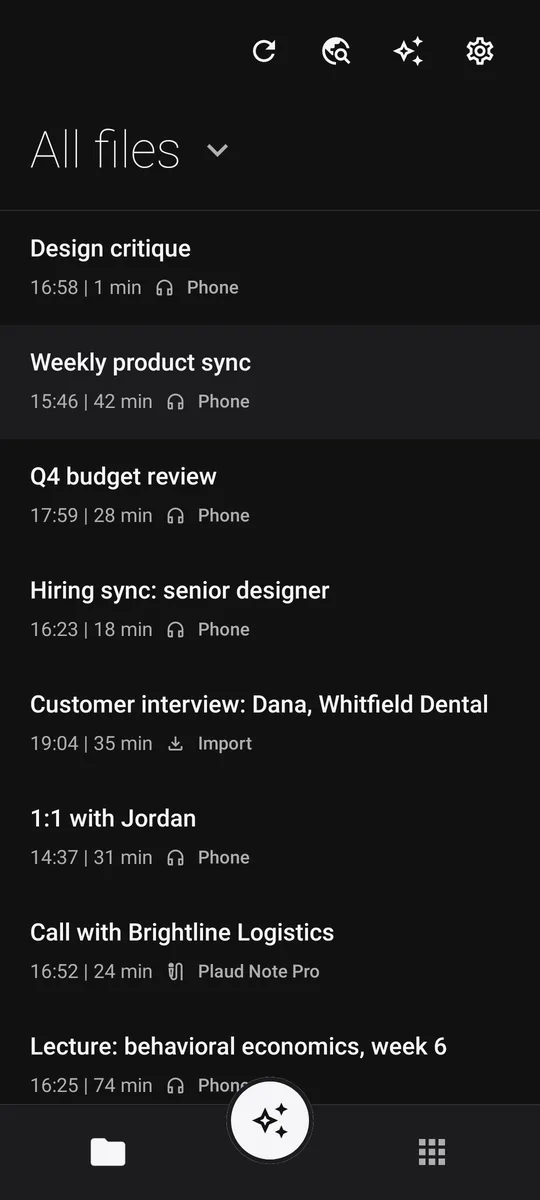 All files
Design critique
16:58 | 1 min Phone
Weekly product sync
15:46 | 42 min Phone
Q4 budget review
17:59 | 28 min Phone
Hiring sync: senior designer
16:23 | 18 min Phone
Customer interview: Dana, Whitfield Dental
19:04 | 35 min Import
1:1 with Jordan
14:37 | 31 min Phone
Call with Brightline Logistics
16:52 | 24 min Plaud Note Pro
Lecture: behavioral economics, week 6
16:25 | 74 min Phone